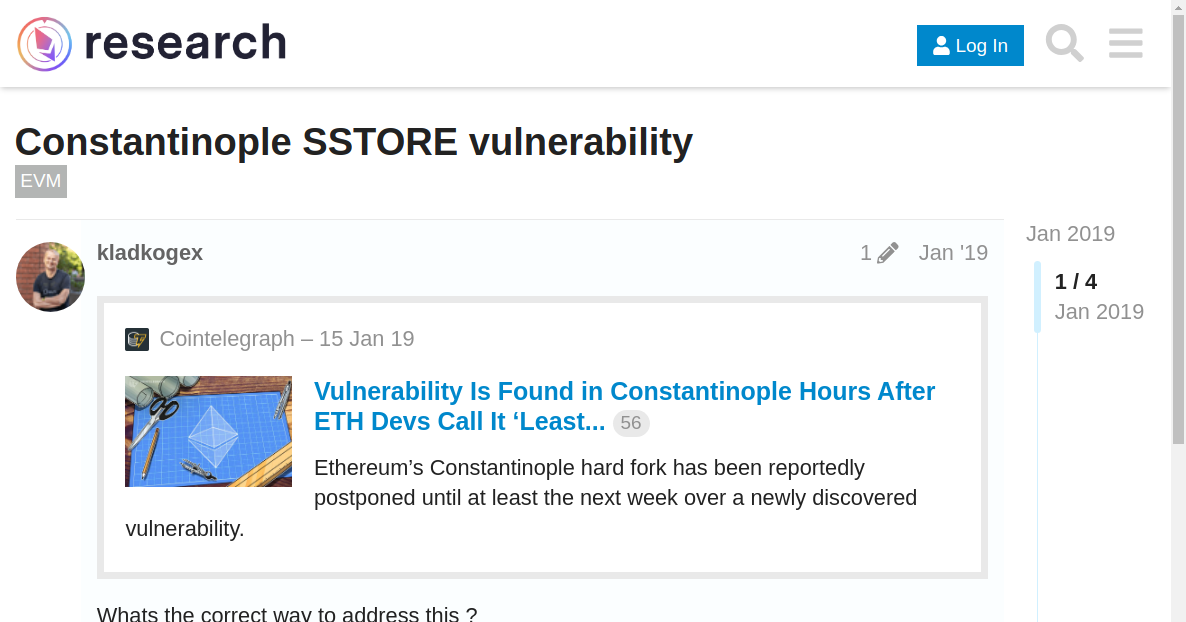 research
Log In
Constantinople SSTORE vulnerability
EVM
kladkogex
1
Jan '19
Jan 2019
1 / 4
Jan 2019
Cointelegraph – 15 Jan 19
Vulnerability Is Found in Constantinople Hours After
ETH Devs Call It ‘Least... 56
Ethereum’s Constantinople hard fork has been reportedly
postponed until at least the next week over a newly discovered
vulnerability.
Whats the correct way to address this ?